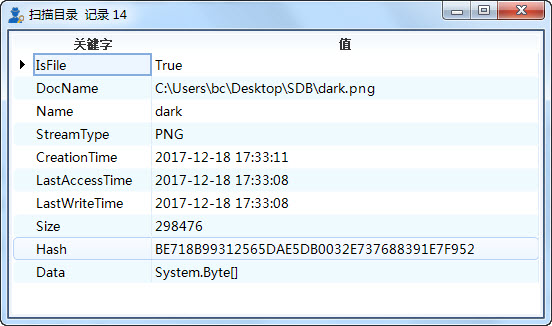 扫描目录 记录 14
关键字 值
IsFile True
DocName C:\Users\bc\Desktop\SDB\dark.png
Name dark
StreamType PNG
CreationTime 2017-12-18 17:33:11
LastAccessTime 2017-12-18 17:33:08
LastWriteTime 2017-12-18 17:33:08
Size 298476
Hash BE718B99312565DAE5DB0032E737688391E7F952
Data System.Byte[]